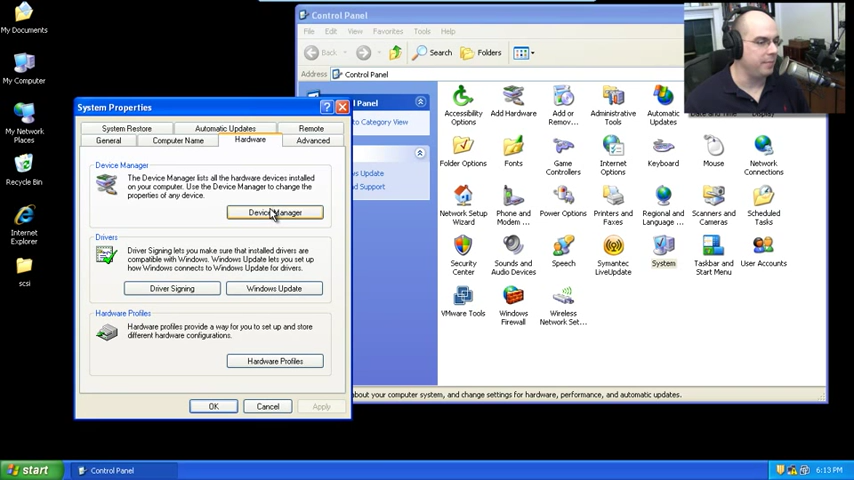 My Documents
My Computer
My Network
Places
Recycle Bin
Internet
Explorer
scsi
Control Panel
File Edit View Favorites Tools Help
Back Search Folders
Address Control Panel
ol Panel
to Category View
s Update
d Support
Accessibility
Options
Add Hardware
Add or
Remov...
Administrative
Tools
Automatic
Updates
Date and Time
Display
Folder Options
Fonts
Game
Controllers
Internet
Options
Keyboard
Mouse
Network
Connections
Network Setup
Wizard
Phone and
Modem ...
Power Options
Printers and
Faxes
Regional and
Language ...
Scanners and
Cameras
Scheduled
Tasks
Security
Center
Sounds and
Audio Devices
Speech
Symantec
LiveUpdate
System
Taskbar and
Start Menu
User Accounts
VMware Tools
Windows
Firewall
Wireless
Network Set...
about your computer system, and change settings for hardware, performance, and automatic updates.
System Properties
System Restore Automatic Updates Remote
General Computer Name Hardware Advanced
Device Manager
The Device Manager lists all the hardware devices installed
on your computer. Use the Device Manager to change the
properties of any device.
Device Manager
Drivers
Driver Signing lets you make sure that installed drivers are
compatible with Windows. Windows Update lets you set up
how Windows connects to Windows Update for drivers.
Driver Signing Windows Update
Hardware Profiles
Hardware profiles provide a way for you to set up and store
different hardware configurations.
Hardware Profiles
OK Cancel Apply
start Control Panel 6:13 PM